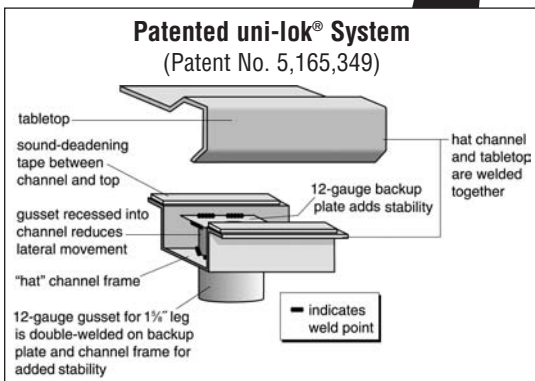 Patented uni-lok® System
(Patent No. 5,165,349)
tabletop
sound-deadening
tape between
channel and top
hat channel
and tabletop
are welded
together
12-gauge backup
plate adds stability
gusset recessed into
channel reduces
lateral movement
"hat" channel frame
12-gauge gusset for 1⅝" leg
is double-welded on backup
plate and channel frame for
added stability
indicates
weld point